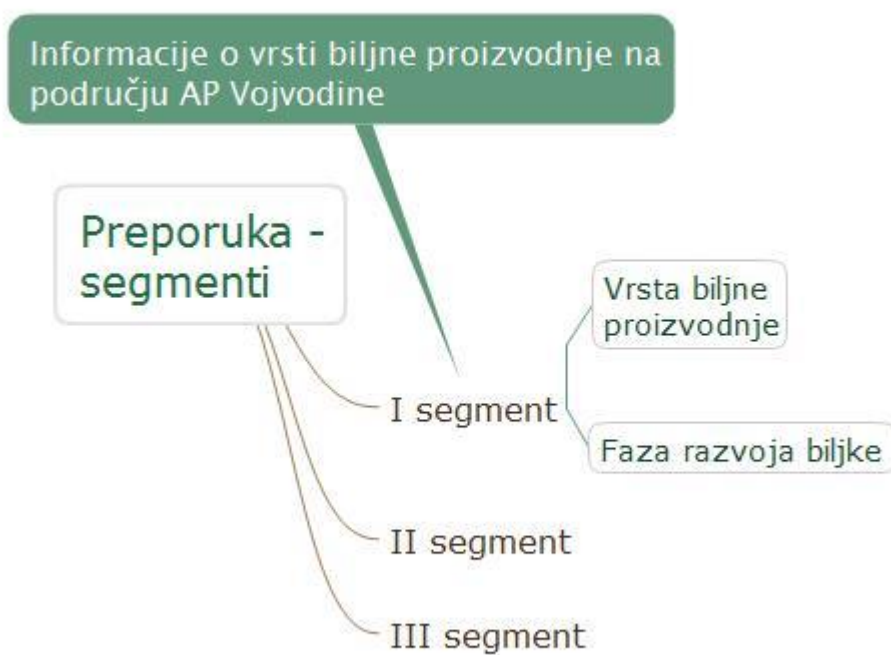 Informacije o vrsti biljne proizvodnje na
području AP Vojvodine
Preporuka -
segmenti
Vrsta biljne
proizvodnje
I segment
Faza razvoja biljke
II segment
III segment